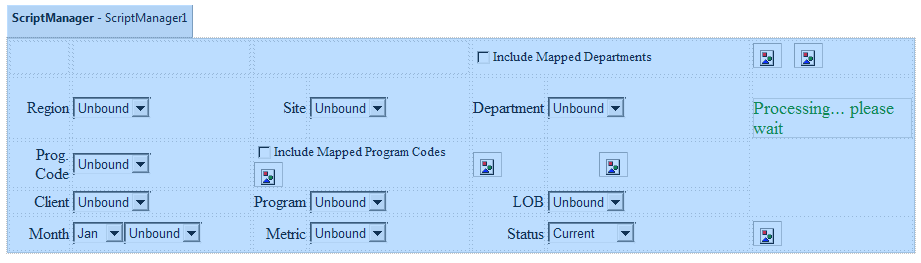 ScriptManager - ScriptManager1
Include Mapped Departments
Region Unbound Site Unbound Department Unbound Processing... please
wait
Prog.
Code Unbound Include Mapped Program Codes
Client Unbound Program Unbound LOB Unbound
Month Jan Unbound Metric Unbound Status Current